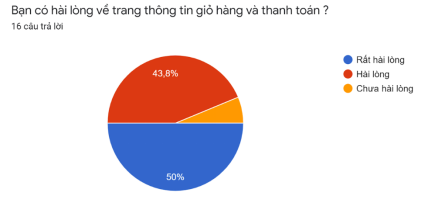 Bạn có hài lòng về trang thông tin giỏ hàng và thanh toán ?
16 câu trả lời
43,8%
50%
Rất hài lòng
Hài lòng
Chưa hài lòng